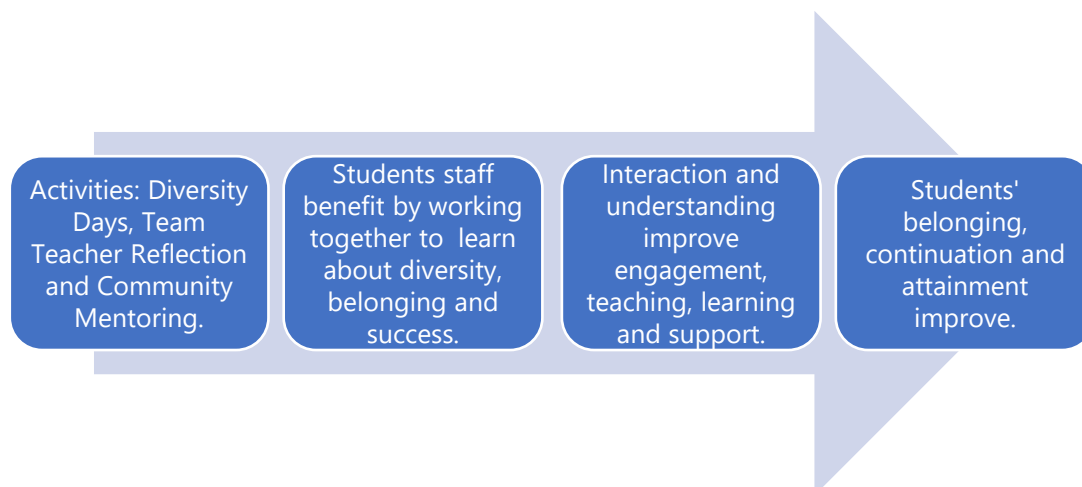 Activities: Diversity
Days, Team
Teacher Reflection
and Community
Mentoring.
Students staff
benefit by working
together to  learn
about diversity,
belonging and
success.
Interaction and
understanding
improve
engagement,
teaching, learning
and support.
Students'
belonging,
continuation and
attainment
improve.